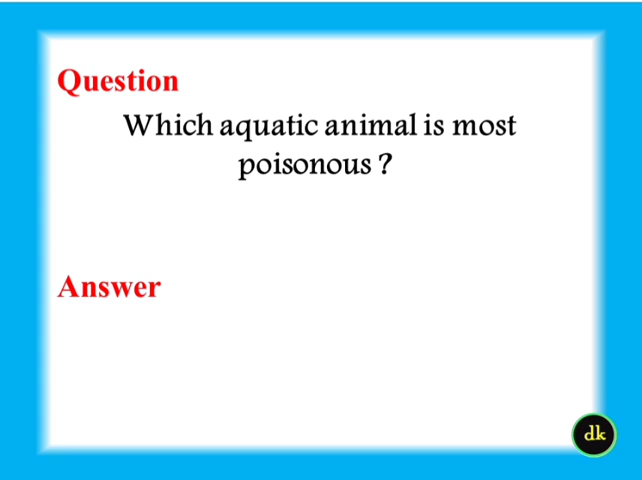 Question
Which aquatic animal is most
poisonous ?
Answer
dk